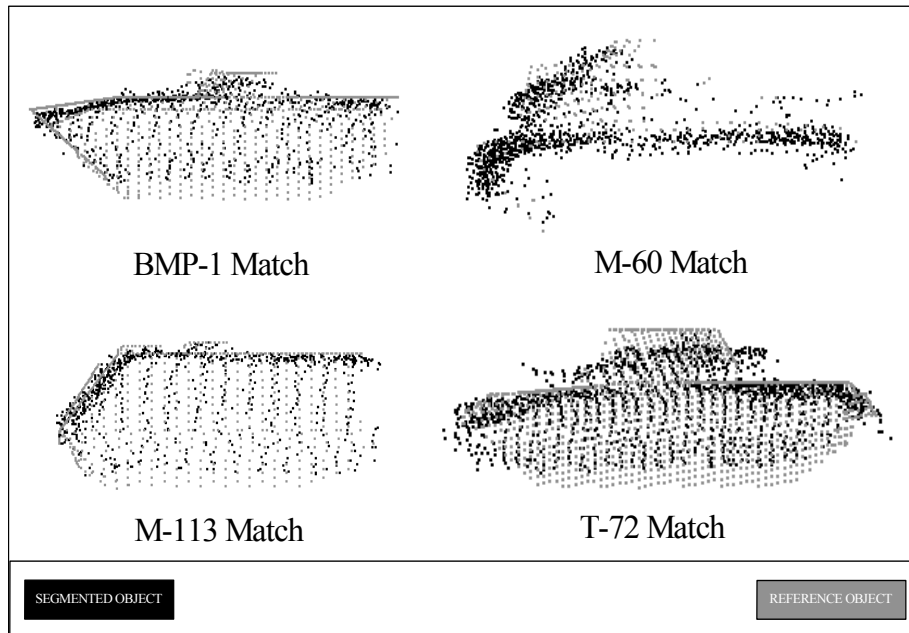 BMP-1 Match
M-60 Match
M-113 Match
T-72 Match
SEGMENTED OBJECT
REFERENCE OBJECT